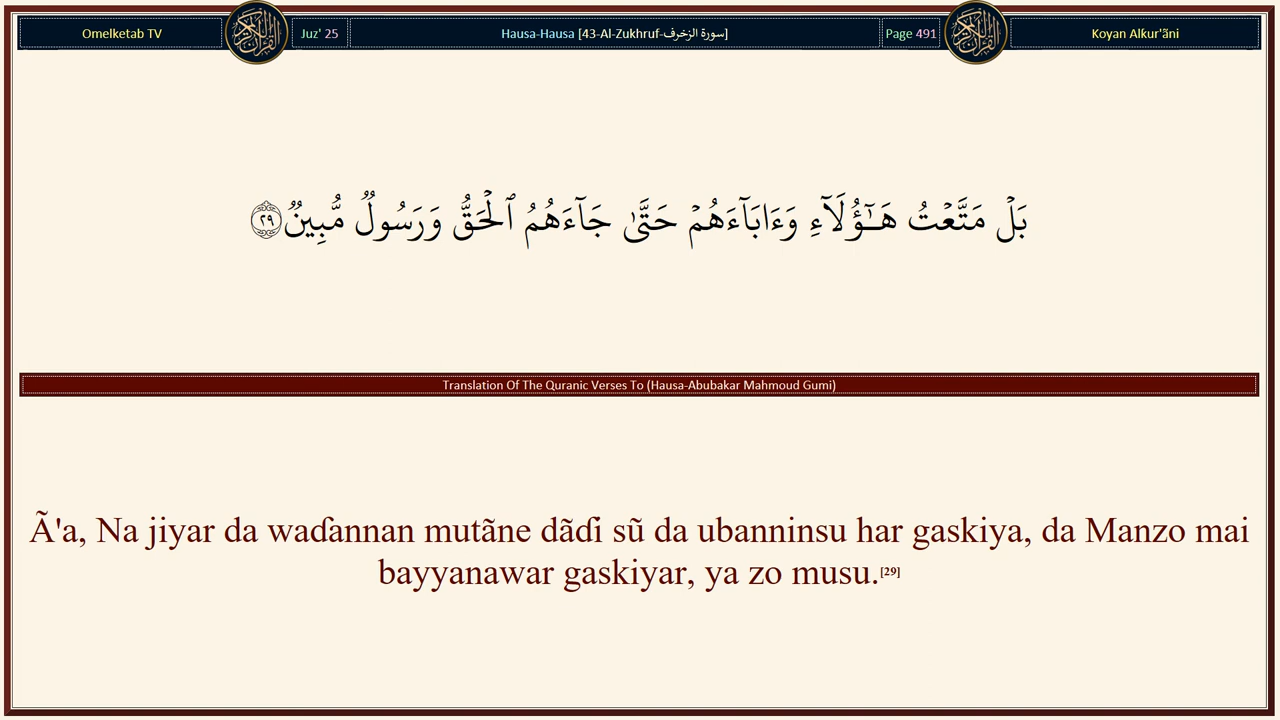 Omelketab TV
Juz' 25
Hausa-Hausa [43-Al-Zukhruf-سورة الزخرف]
Page 491
Koyan Alƙur'ãni
بَلۡ مَتَّعۡتُ هَـٰٓؤُلَآءِ وَءَابَآءَهُمۡ حَتَّىٰ جَآءَهُمُ ٱلۡحَقُّ وَرَسُولٞ مُّبِينٞ ٢٩
Translation Of The Quranic Verses To (Hausa-Abubakar Mahmoud Gumi)
Ã'a, Na jiyar da waɗannan mutãne dãɗi sũ da ubanninsu har gaskiya, da Manzo mai
bayyanawar gaskiyar, ya zo musu.[29]